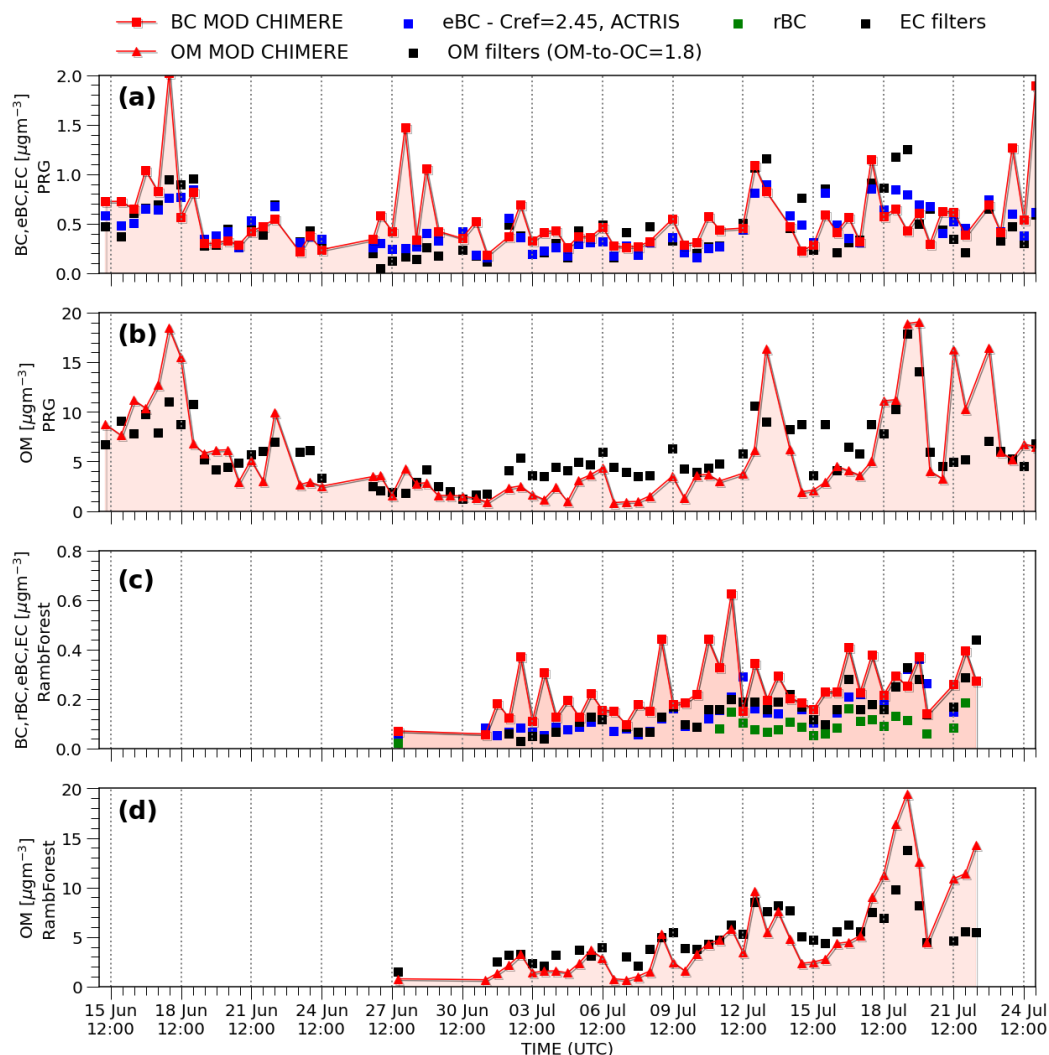 BC MOD CHIMERE eBC - Cref=2.45, ACTRIS rBC EC filters
OM MOD CHIMERE OM filters (OM-to-OC=1.8)
(a)
BC,eBC,EC [μgm⁻³]
PRG
2.0
1.5
1.0
0.5
0.0
(b)
OM [μgm⁻³]
PRG
20
15
10
5
0
(c)
BC,rBC,eBC,EC [μgm⁻³]
RambForest
0.8
0.6
0.4
0.2
0.0
(d)
OM [μgm⁻³]
RambForest
20
15
10
5
0
15 Jun 18 Jun 21 Jun 24 Jun 27 Jun 30 Jun 03 Jul 06 Jul 09 Jul 12 Jul 15 Jul 18 Jul 21 Jul 24 Jul
12:00 12:00 12:00 12:00 12:00 12:00 12:00 12:00 12:00 12:00 12:00 12:00 12:00 12:00
TIME (UTC)